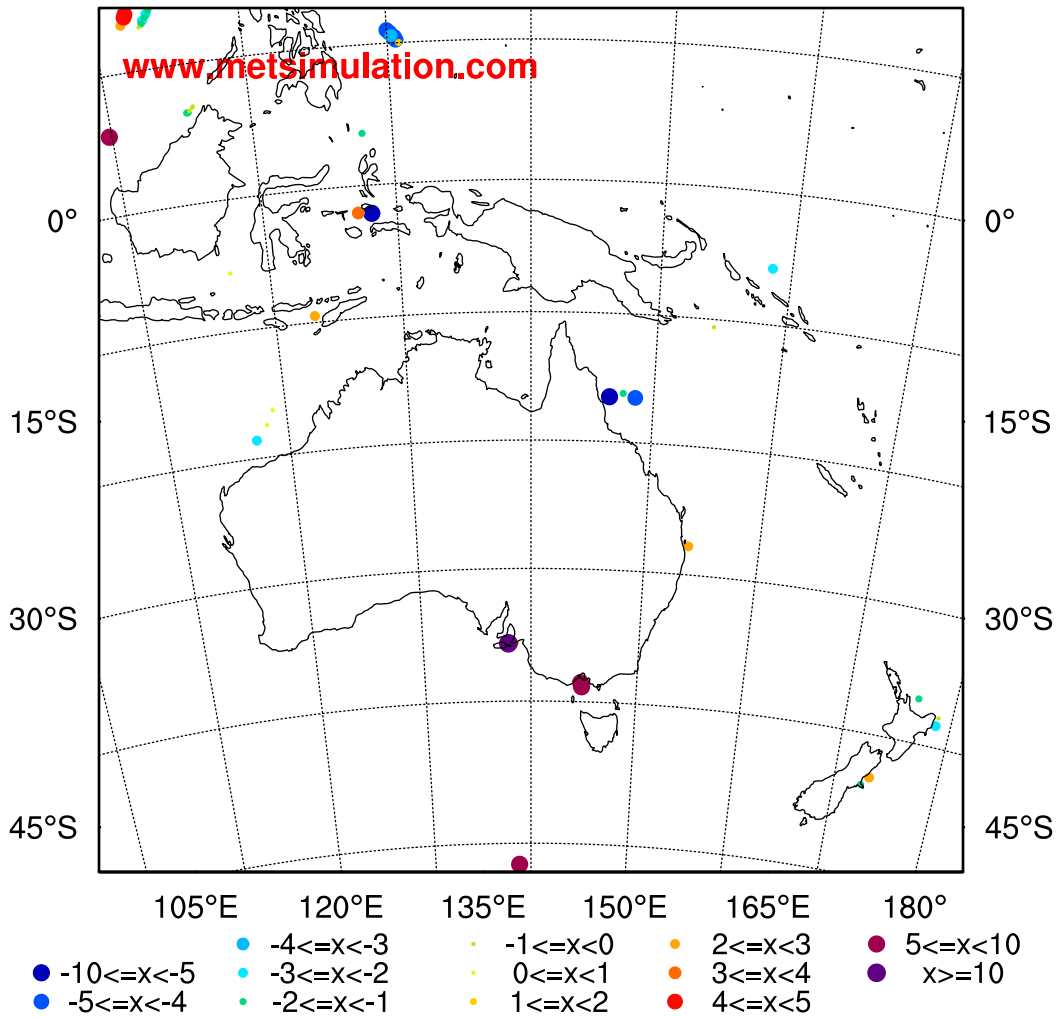 www.metsimulation.com
0° 0°
15°S 15°S
30°S 30°S
45°S 45°S
105°E 120°E 135°E 150°E 165°E 180°
-4<=x<-3 -1<=x<0 2<=x<3 5<=x<10
-10<=x<-5 -3<=x<-2 0<=x<1 3<=x<4 x>=10
-5<=x<-4 -2<=x<-1 1<=x<2 4<=x<5